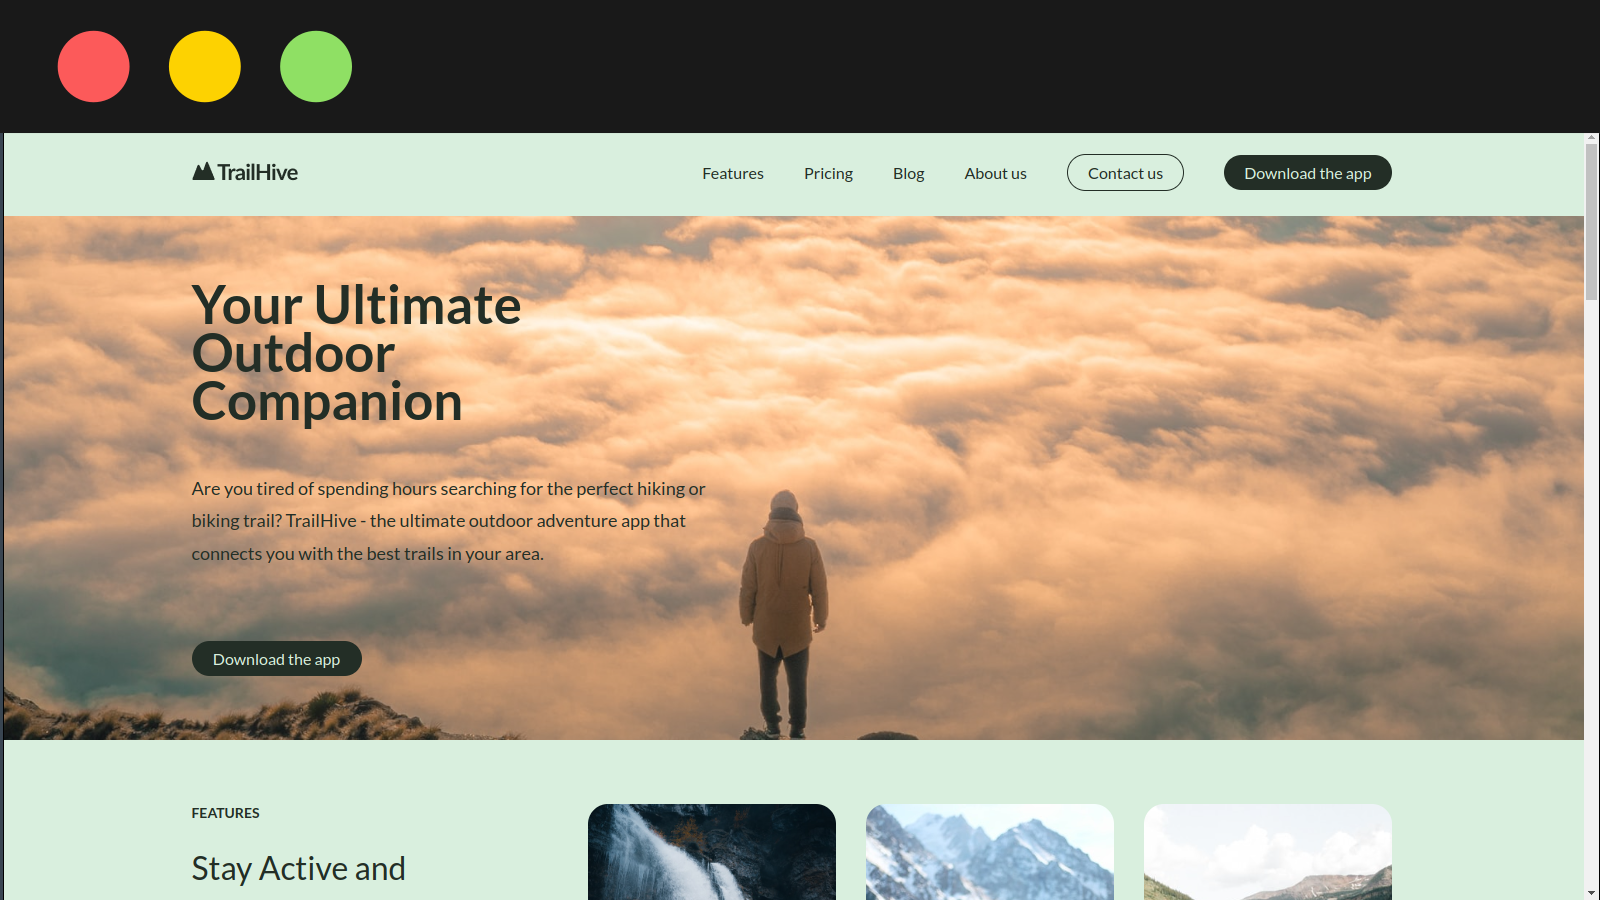 TrailHive
Features
Pricing
Blog
About us
Contact us
Download the app
Your Ultimate
Outdoor
Companion
Are you tired of spending hours searching for the perfect hiking or
biking trail? TrailHive - the ultimate outdoor adventure app that
connects you with the best trails in your area.
Download the app
FEATURES
Stay Active and